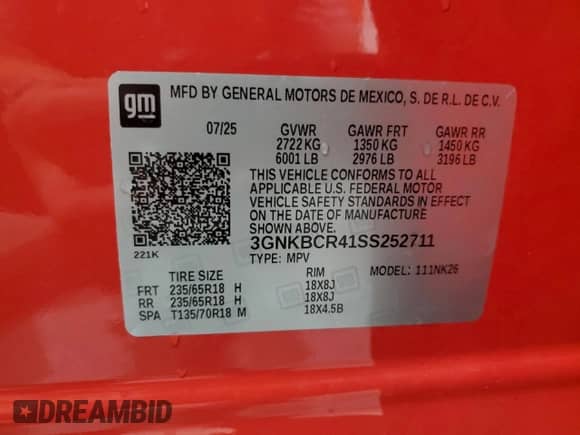 gm
MFD BY GENERAL MOTORS DE MEXICO, S. DE R.L. DE C.V.
07/25 GVWR GAWR FRT GAWR RR
2722 KG 1350 KG 1450 KG
6001 LB 2976 LB 3196 LB
THIS VEHICLE CONFORMS TO ALL
APPLICABLE U.S. FEDERAL MOTOR
VEHICLE SAFETY STANDARDS IN EFFECT
ON THE DATE OF MANUFACTURE
SHOWN ABOVE.
3GNKBCR41SS252711
221K
TYPE: MPV MODEL: 111NK26
TIRE SIZE RIM
FRT 235/65R18 H 18X8J
RR 235/65R18 H 18X8J
SPA T135/70R18 M 18X4.5B
DREAMBID